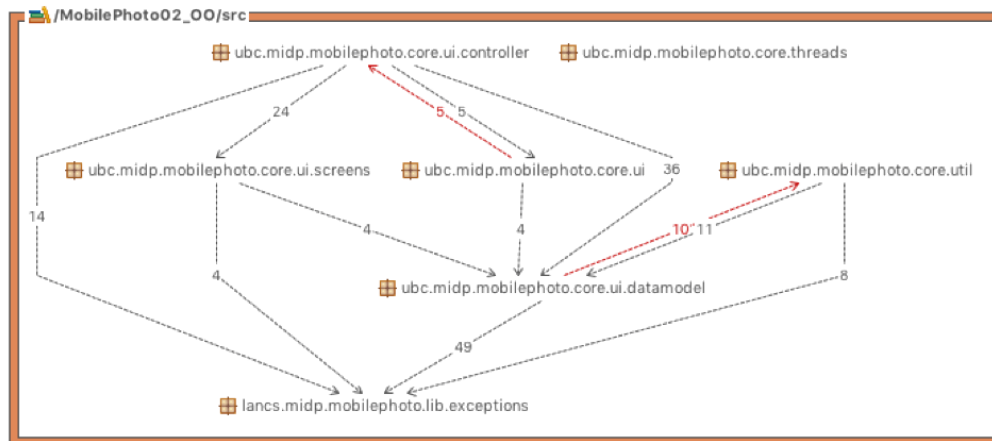 /MobilePhoto02_OO/src
ubc.midp.mobilephoto.core.ui.controller
ubc.midp.mobilephoto.core.threads
24
5
5
ubc.midp.mobilephoto.core.ui.screens
ubc.midp.mobilephoto.core.ui
36
ubc.midp.mobilephoto.core.util
14
4
4
10
11
ubc.midp.mobilephoto.core.ui.datamodel
4
8
49
lancs.midp.mobilephoto.lib.exceptions